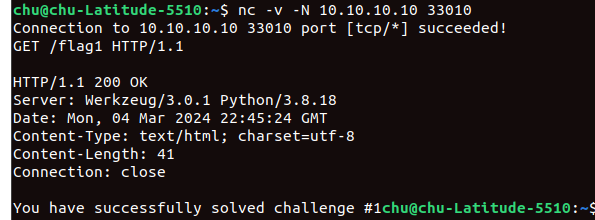 chu@chu-Latitude-5510:~$ nc -v -N 10.10.10.10 33010
Connection to 10.10.10.10 33010 port [tcp/*] succeeded!
GET /flag1 HTTP/1.1
HTTP/1.1 200 OK
Server: Werkzeug/3.0.1 Python/3.8.18
Date: Mon, 04 Mar 2024 22:45:24 GMT
Content-Type: text/html; charset=utf-8
Content-Length: 41
Connection: close
You have successfully solved challenge #1chu@chu-Latitude-5510:~$